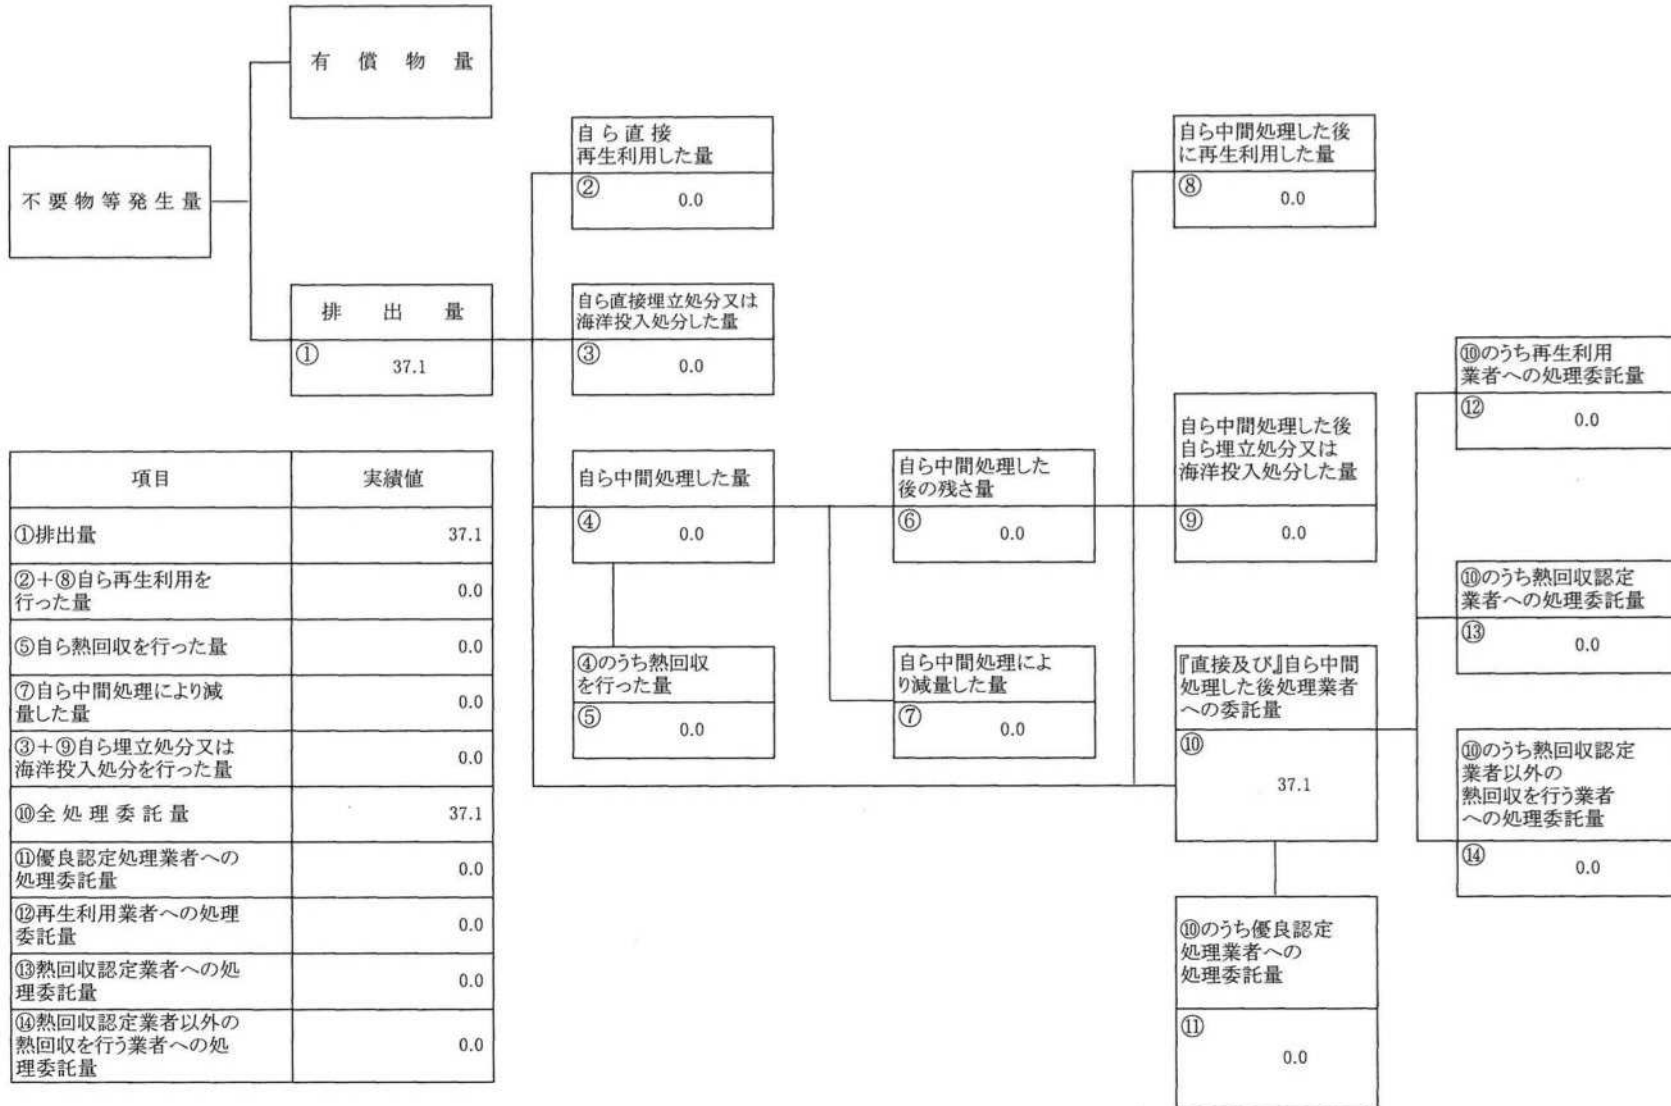 有償物量
不要物等発生量
排出量
①
37.1
自ら直接
再生利用した量
②
0.0
自ら直接埋立処分又は
海洋投入処分した量
③
0.0
自ら中間処理した量
④
0.0
④のうち熱回収
を行った量
⑤
0.0
自ら中間処理した
後の残さ量
⑥
0.0
自ら中間処理によ
り減量した量
⑦
0.0
自ら中間処理した後
に再生利用した量
⑧
0.0
自ら中間処理した後
自ら埋立処分又は
海洋投入処分した量
⑨
0.0
『直接及び』自ら中間
処理した後処理業者
への委託量
⑩
37.1
⑩のうち優良認定
処理業者への
処理委託量
⑪
0.0
⑩のうち再生利用
業者への処理委託量
⑫
0.0
⑩のうち熱回収認定
業者への処理委託量
⑬
0.0
⑩のうち熱回収認定
業者以外の
熱回収を行う業者
への処理委託量
⑭
0.0
項目 実績値
①排出量 37.1
②+⑧自ら再生利用を
行った量 0.0
⑤自ら熱回収を行った量 0.0
⑦自ら中間処理により減
量した量 0.0
③+⑨自ら埋立処分又は
海洋投入処分を行った量 0.0
⑩全処理委託量 37.1
⑪優良認定処理業者への
処理委託量 0.0
⑫再生利用業者への処理
委託量 0.0
⑬熱回収認定業者への処
理委託量 0.0
⑭熱回収認定業者以外の
熱回収を行う業者への処
理委託量 0.0